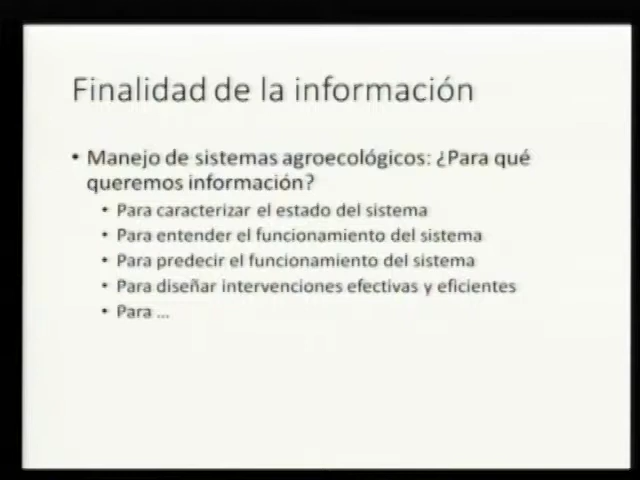 Finalidad de la información
• Manejo de sistemas agroecológicos: ¿Para qué
queremos información?
• Para caracterizar el estado del sistema
• Para entender el funcionamiento del sistema
• Para predecir el funcionamiento del sistema
• Para diseñar intervenciones efectivas y eficientes
• Para ...